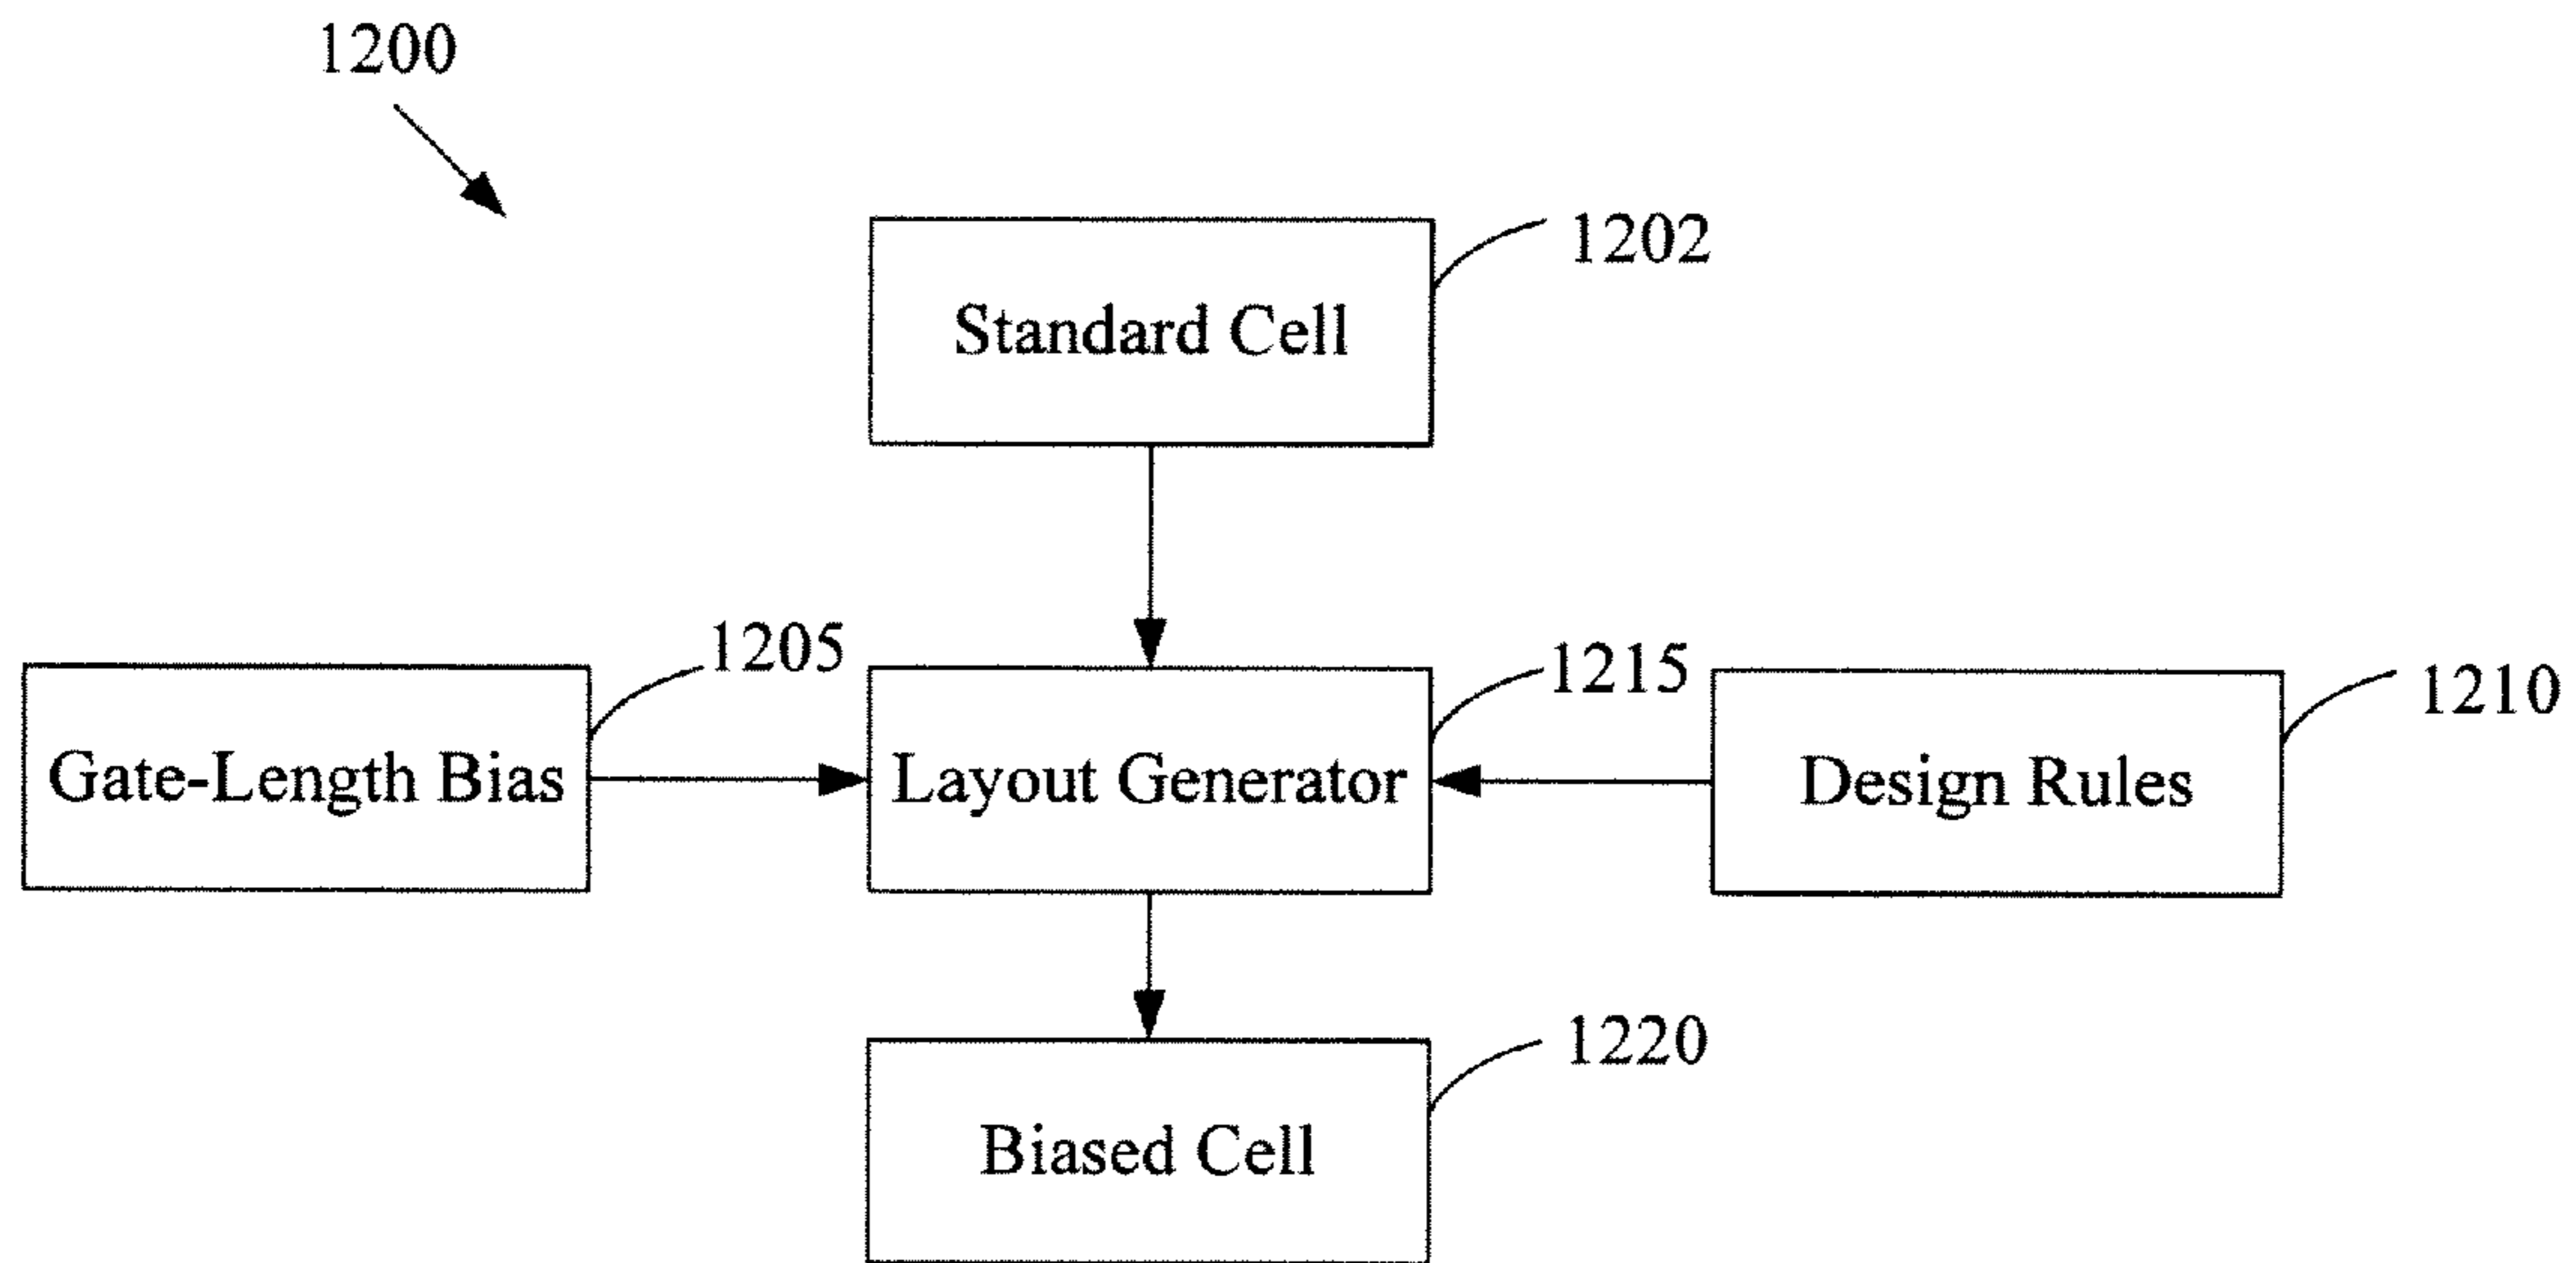 1200
1202
Standard Cell
1205
1215
1210
Gate-Length Bias
Layout Generator
Design Rules
1220
Biased Cell